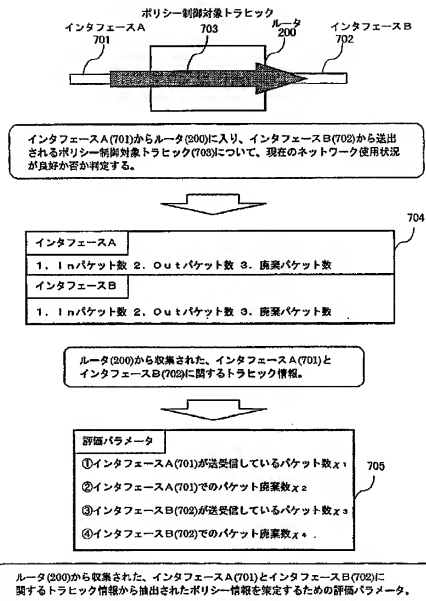 ポリシー制御対象トラヒック
インタフェースA
701
703
ルータ
200
インタフェースB
702
インタフェースA(701)からルータ(200)に入り、インタフェースB(702)から送出
されるポリシー制御対象トラヒック(703)について、現在のネットワーク使用状況
が良好か否か判定する。
704
インタフェースA
1. Inパケット数 2. Outパケット数 3. 廃棄パケット数
インタフェースB
1. Inパケット数 2. Outパケット数 3. 廃棄パケット数
ルータ(200)から収集された、インタフェースA(701)と
インタフェースB(702)に関するトラヒック情報。
評価パラメータ
705
①インタフェースA(701)が送受信しているパケット数χ1
②インタフェースA(701)でのパケット廃棄数χ2
③インタフェースB(702)が送受信しているパケット数χ3
④インタフェースB(702)でのパケット廃棄数χ4
ルータ(200)から収集された、インタフェースA(701)とインタフェースB(702)に
関するトラヒック情報から抽出されたポリシー情報を策定するための評価パラメータ。